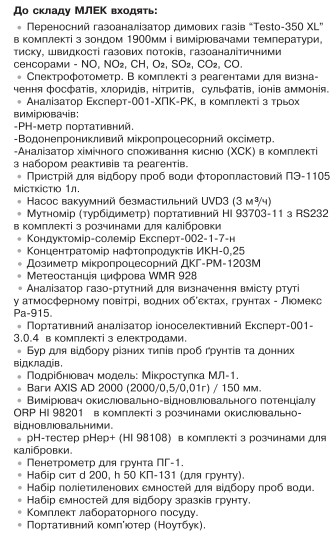 До складу МЛЕК входять:
• Переносний газоаналізатор димових газів “Testo-350 XL”
в комплекті з зондом 1900мм і вимірювачами температури,
тиску, швидкості газових потоків, газоаналітичними
сенсорами - NO, NO₂, CH, O₂, SO₂, CO₂, CO.
• Спектрофотометр. В комплекті з реагентами для визна-
чення фосфатів, хлоридів, нітритів, сульфатів, іонів аммонія.
• Аналізатор Експерт-001-ХПК-РК, в комплекті з трьох
вимірювачів:
-РН-метр портативний.
-Водонепроникливий мікропроцесорний оксіметр.
-Аналізатор хімічного споживання кисню (ХСК) в комплекті
з набором реактивів та реагентів.
• Пристрій для відбору проб води фторопластовий ПЭ-1105
місткістю 1л.
• Насос вакуумний безмастильний UVD3 (3 м³/ч)
• Мутномір (турбідиметр) портативний HI 93703-11 з RS232
в комплекті з розчинами для калібровки
• Кондуктомір-солемір Експерт-002-1-7-н
• Концентратомір нафтопродуктів ИКН-0,25
• Дозиметр мікропроцесорний ДКГ-РМ-1203М
• Метеостанція цифрова WMR 928
• Аналізатор газо-ртутний для визначення вмісту ртуті
у атмосферному повітрі, водних об’єктах, грунтах - Люмекс
Ра-915.
• Портативний аналізатор іоноселективний Експерт-001-
3.0.4 в комплекті з електродами.
• Бур для відбору різних типів проб ґрунтів та донних
відкладів.
• Подрібнювач модель: Мікроступка МЛ-1.
• Ваги AXIS AD 2000 (2000/0,5/0,01г) / 150 мм.
• Вимірювач окислювально-відновлювального потенціалу
ORP HI 98201 в комплекті з розчинами окислювально-
відновлювальними.
• рН-тестер рНер+ (HI 98108) в комплекті з розчинами для
калібровки.
• Пенетрометр для грунта ПГ-1.
• Набір сит d 200, h 50 КП-131 (для грунту).
• Набір поліетиленових ємностей для відбору проб води.
• Набір ємностей для відбору зразків грунту.
• Комплект лабораторного посуду.
• Портативний комп’ютер (Ноутбук).